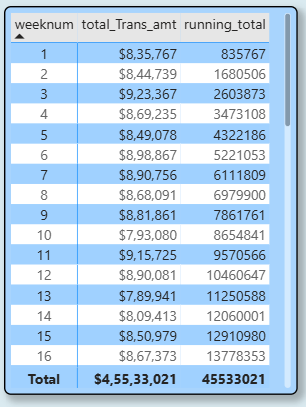 weeknum total_Trans_amt running_total
1 $8,35,767 835767
2 $8,44,739 1680506
3 $9,23,367 2603873
4 $8,69,235 3473108
5 $8,49,078 4322186
6 $8,98,867 5221053
7 $8,90,756 6111809
8 $8,68,091 6979900
9 $8,81,861 7861761
10 $7,93,080 8654841
11 $9,15,725 9570566
12 $8,90,081 10460647
13 $7,89,941 11250588
14 $8,09,413 12060001
15 $8,50,979 12910980
16 $8,67,373 13778353
Total $4,55,33,021 45533021